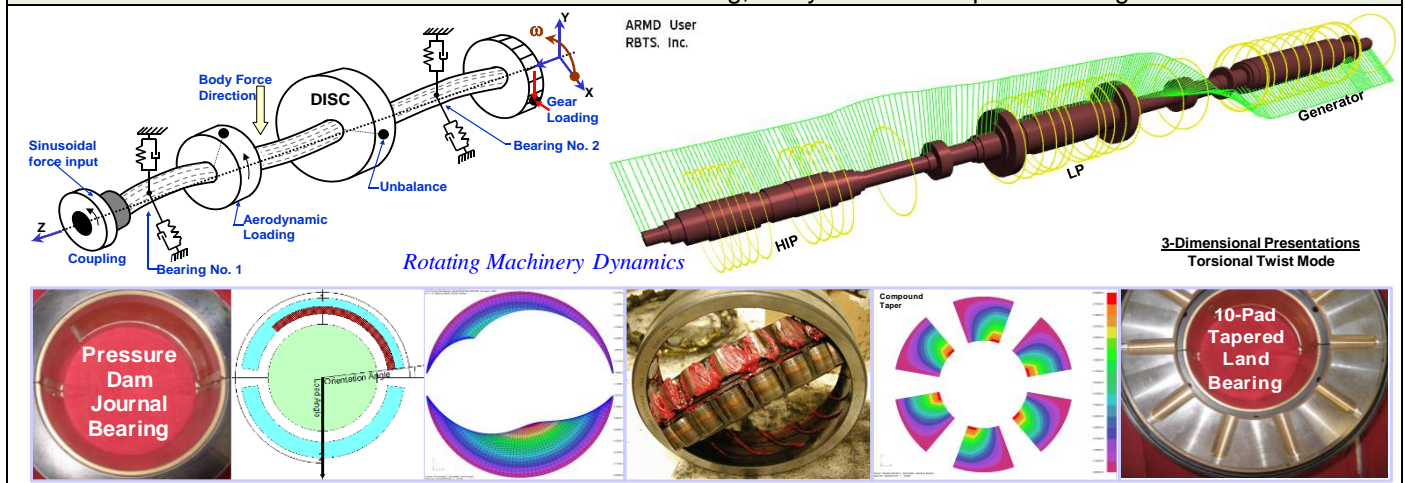 ARMD User
RBTS, Inc.
Body Force
Direction
DISC
ω
Y
X
Gear
Loading
Bearing No. 2
Sinusoidal
force input
Unbalance
Aerodynamic
Loading
Z
Coupling
Bearing No. 1
Rotating Machinery Dynamics
HIP
LP
Generator
3-Dimensional Presentations
Torsional Twist Mode
Pressure
Dam
Journal
Bearing
Orientation Angle
Load Angle
Compound
Taper
10-Pad
Tapered
Land
Bearing